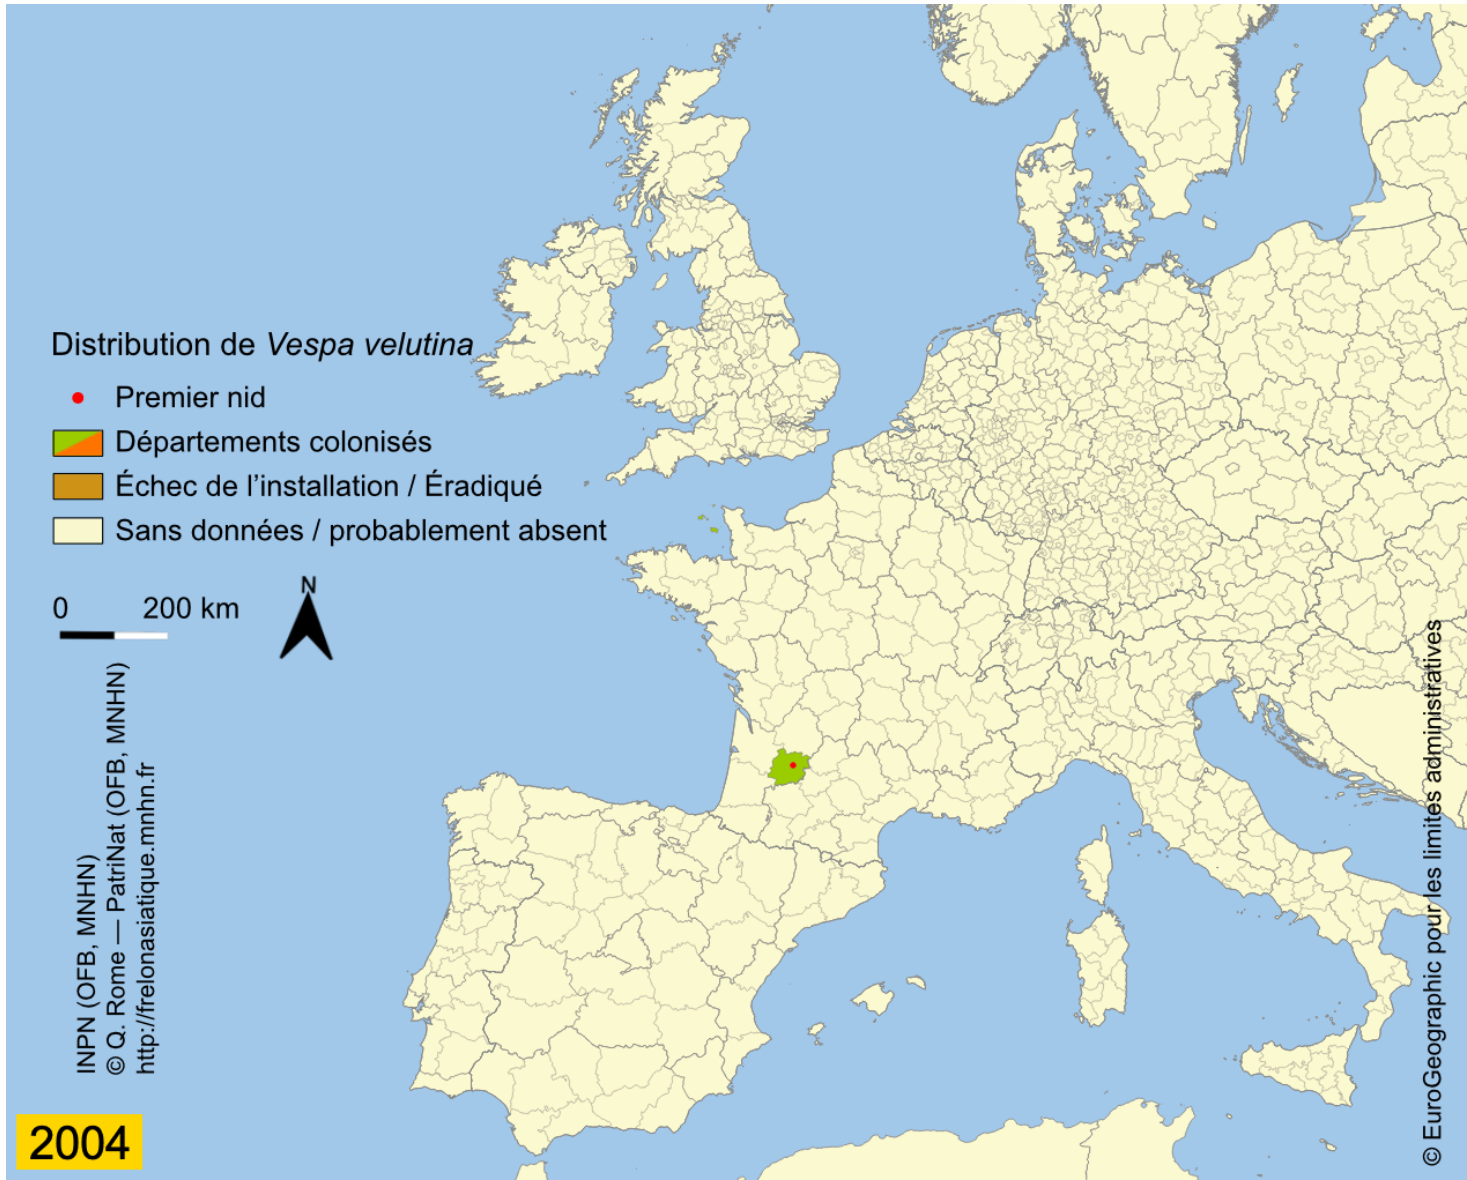 Distribution de Vespa velutina
Premier nid
Départements colonisés
Échec de l’installation / Éradiqué
Sans données / probablement absent
N
0 200 km
INPN (OFB, MNHN)
© Q. Rome — PatriNat (OFB, MNHN)
http://frelonasiatique.mnhn.fr
2004
© EuroGeographic pour les limites administratives